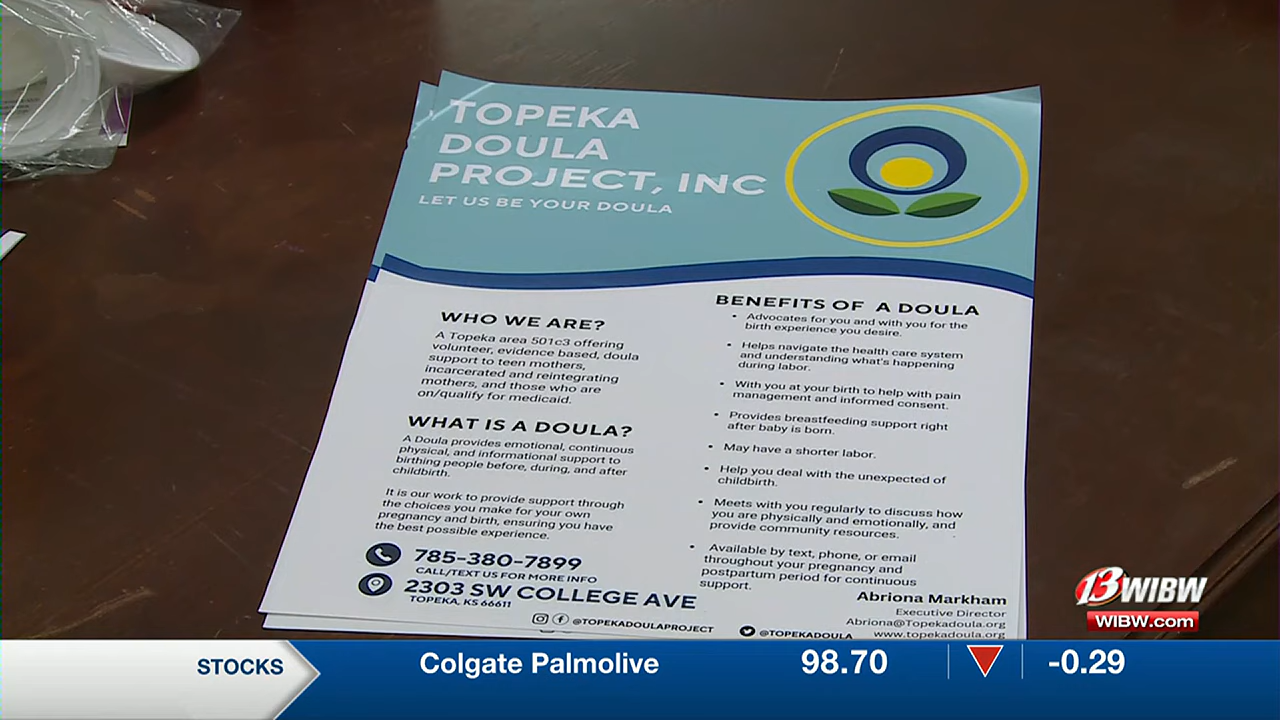 TOPEKA
DOULA
PROJECT, INC
LET US BE YOUR DOULA
WHO WE ARE?
A Topeka area 501c3 offering
volunteer, evidence based, doula
support to teen mothers,
incarcerated and reintegrating
mothers, and those who are
on/qualify for medicaid.
WHAT IS A DOULA?
A Doula provides emotional, continuous
physical, and informational support to
birthing people before, during, and after
childbirth.
It is our work to provide support through
the choices you make for your own
pregnancy and birth, ensuring you have
the best possible experience.
785-380-7899
CALL/TEXT US FOR MORE INFO
2303 SW COLLEGE AVE
TOPEKA, KS 66611
@TOPEKADOULAPROJECT
BENEFITS OF A DOULA
• Advocates for you and with you for the
birth experience you desire.
• Helps navigate the health care system
and understanding what's happening
during labor.
• With you at your birth to help with pain
management and informed consent.
• Provides breastfeeding support right
after baby is born.
• May have a shorter labor.
• Help you deal with the unexpected of
childbirth.
• Meets with you regularly to discuss how
you are physically and emotionally, and
provide community resources.
• Available by text, phone, or email
throughout your pregnancy and
postpartum period for continuous
support.
Abriona Markham
Executive Director
Abriona@Topekadoula.org
@TOPEKADOULA www.topekadoula.org
13 WIBW
WIBW.com
STOCKS Colgate Palmolive 98.70 -0.29